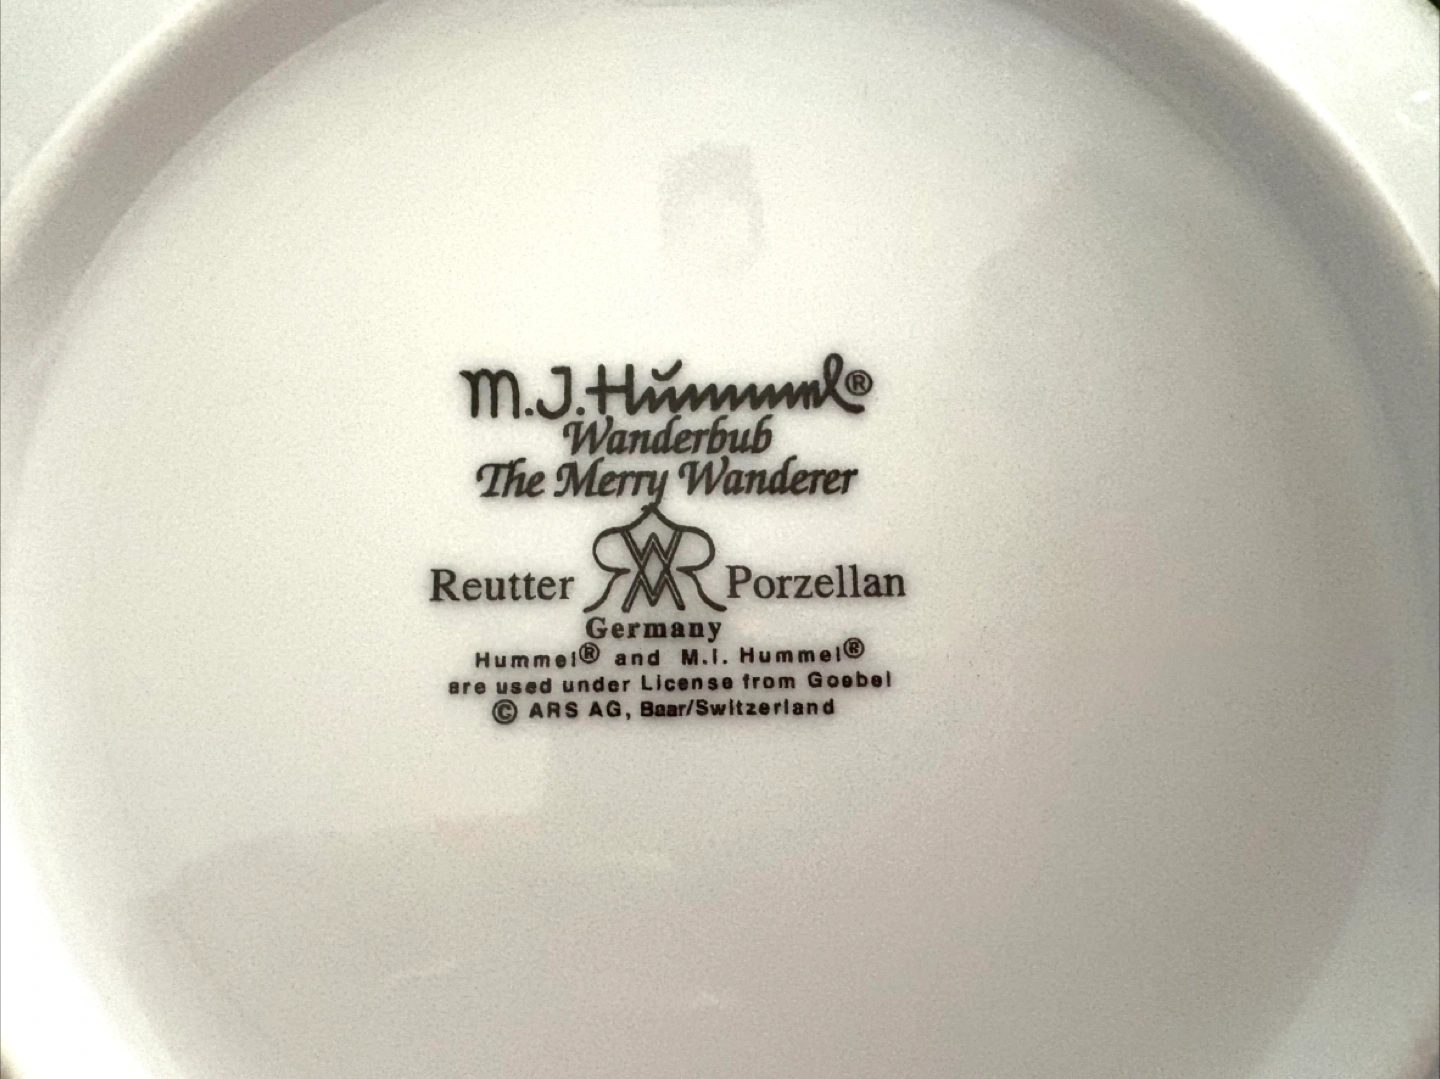 M.J.Hummel®
Wanderbub
The Merry Wanderer
Reutter Porzellan
Germany
Hummel® and M.I. Hummel®
are used under License from Goebel
© ARS AG, Baar/Switzerland